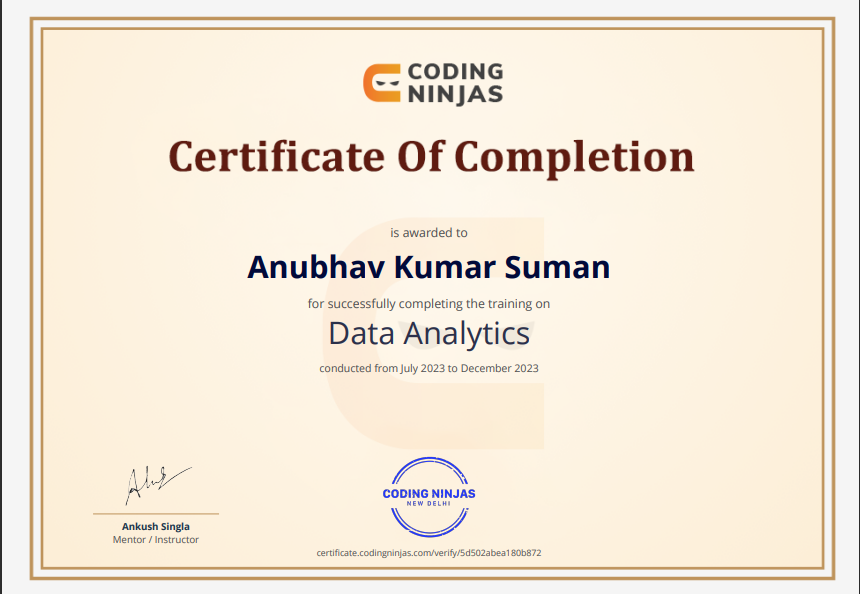 CODING
NINJAS
Certificate Of Completion
is awarded to
Anubhav Kumar Suman
for successfully completing the training on
Data Analytics
conducted from July 2023 to December 2023
Ankush Singla
Mentor / Instructor
CODING NINJAS
NEW DELHI
certificate.codingninjas.com/verify/5d502abea180b872